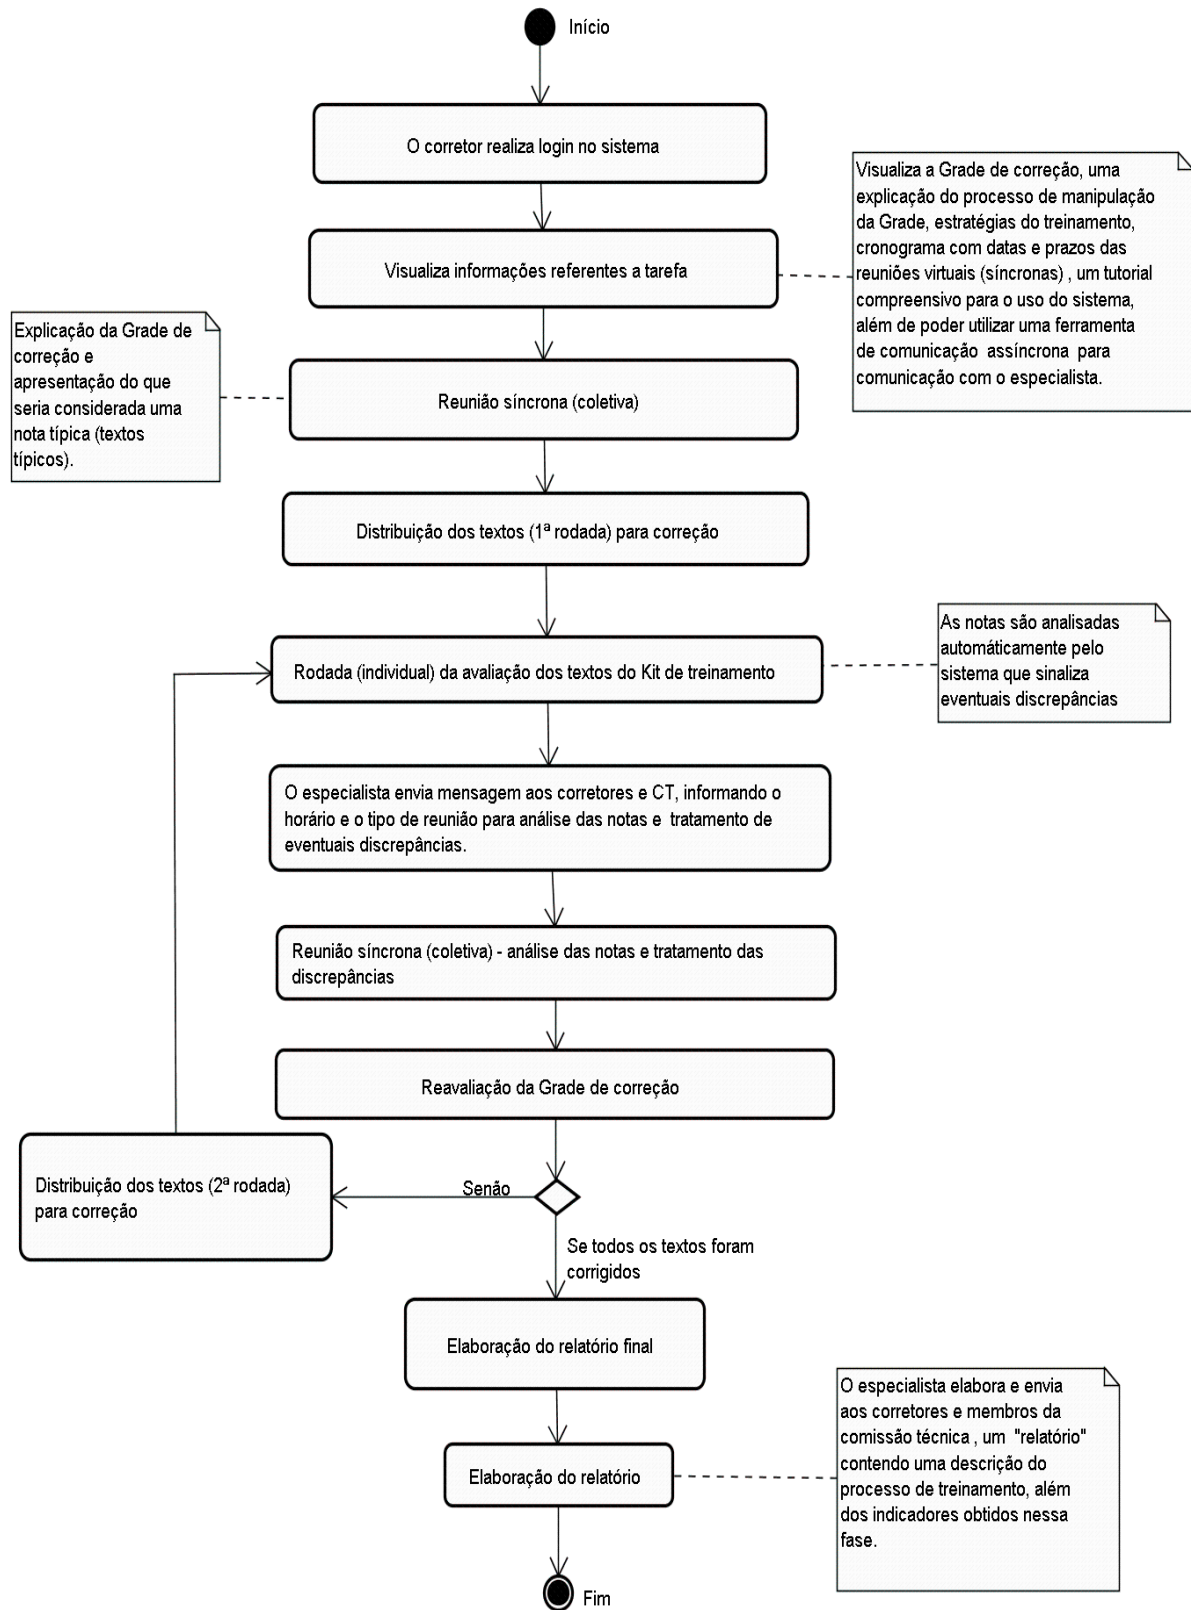 Início
O corretor realiza login no sistema
Visualiza a Grade de correção, uma
explicação do processo de manipulação
da Grade, estratégias do treinamento,
cronograma com datas e prazos das
reuniões virtuais (síncronas) , um tutorial
compreensivo para o uso do sistema,
além de poder utilizar uma ferramenta
de comunicação assíncrona para
comunicação com o especialista.
Visualiza informações referentes a tarefa
Explicação da Grade de
correção e
apresentação do que
seria considerada uma
nota típica (textos
típicos).
Reunião síncrona (coletiva)
Distribuição dos textos (1ª rodada) para correção
As notas são analisadas
automáticamente pelo
sistema que sinaliza
eventuais discrepâncias
Rodada (individual) da avaliação dos textos do Kit de treinamento
O especialista envia mensagem aos corretores e CT, informando o
horário e o tipo de reunião para análise das notas e tratamento de
eventuais discrepâncias.
Reunião síncrona (coletiva) - análise das notas e tratamento das
discrepâncias
Reavaliação da Grade de correção
Distribuição dos textos (2ª rodada)
para correção
Senão
Se todos os textos foram
corrigidos
Elaboração do relatório final
O especialista elabora e envia
aos corretores e membros da
comissão técnica , um "relatório"
contendo uma descrição do
processo de treinamento, além
dos indicadores obtidos nessa
fase.
Elaboração do relatório
Fim